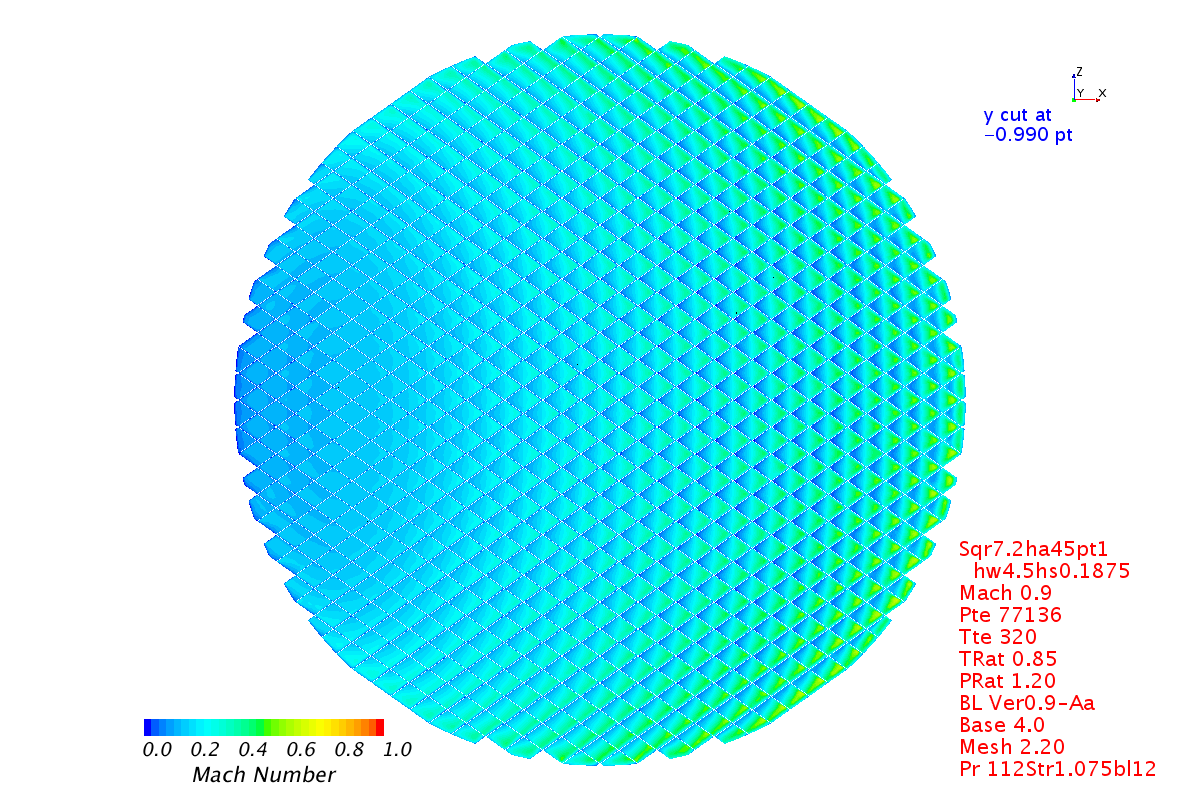 Z
Y X
y cut at
−0.990 pt
Sqr7.2ha45pt1
hw4.5hs0.1875
Mach 0.9
Pte 77136
Tte 320
TRat 0.85
PRat 1.20
BL Ver0.9−Aa
Base 4.0
Mesh 2.20
Pr 112Str1.075bl12
0.0 0.2 0.4 0.6 0.8 1.0
Mach Number